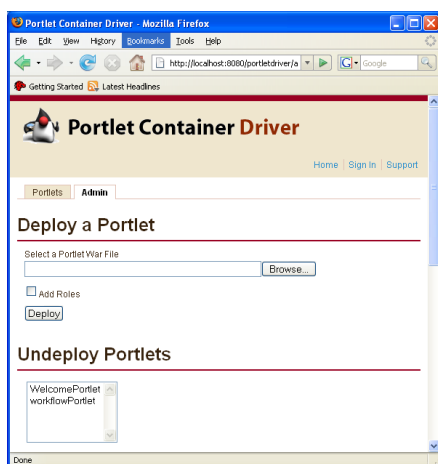 Portlet Container Driver - Mozilla Firefox
File Edit View History Bookmarks Tools Help
http://localhost:8080/portletdriver/a
G Google
Getting Started Latest Headlines
Portlet Container Driver
Home | Sign In | Support
Portlets Admin
Deploy a Portlet
Select a Portlet War File
Browse...
Add Roles
Deploy
Undeploy Portlets
WelcomePortlet
workflowPortlet
Done